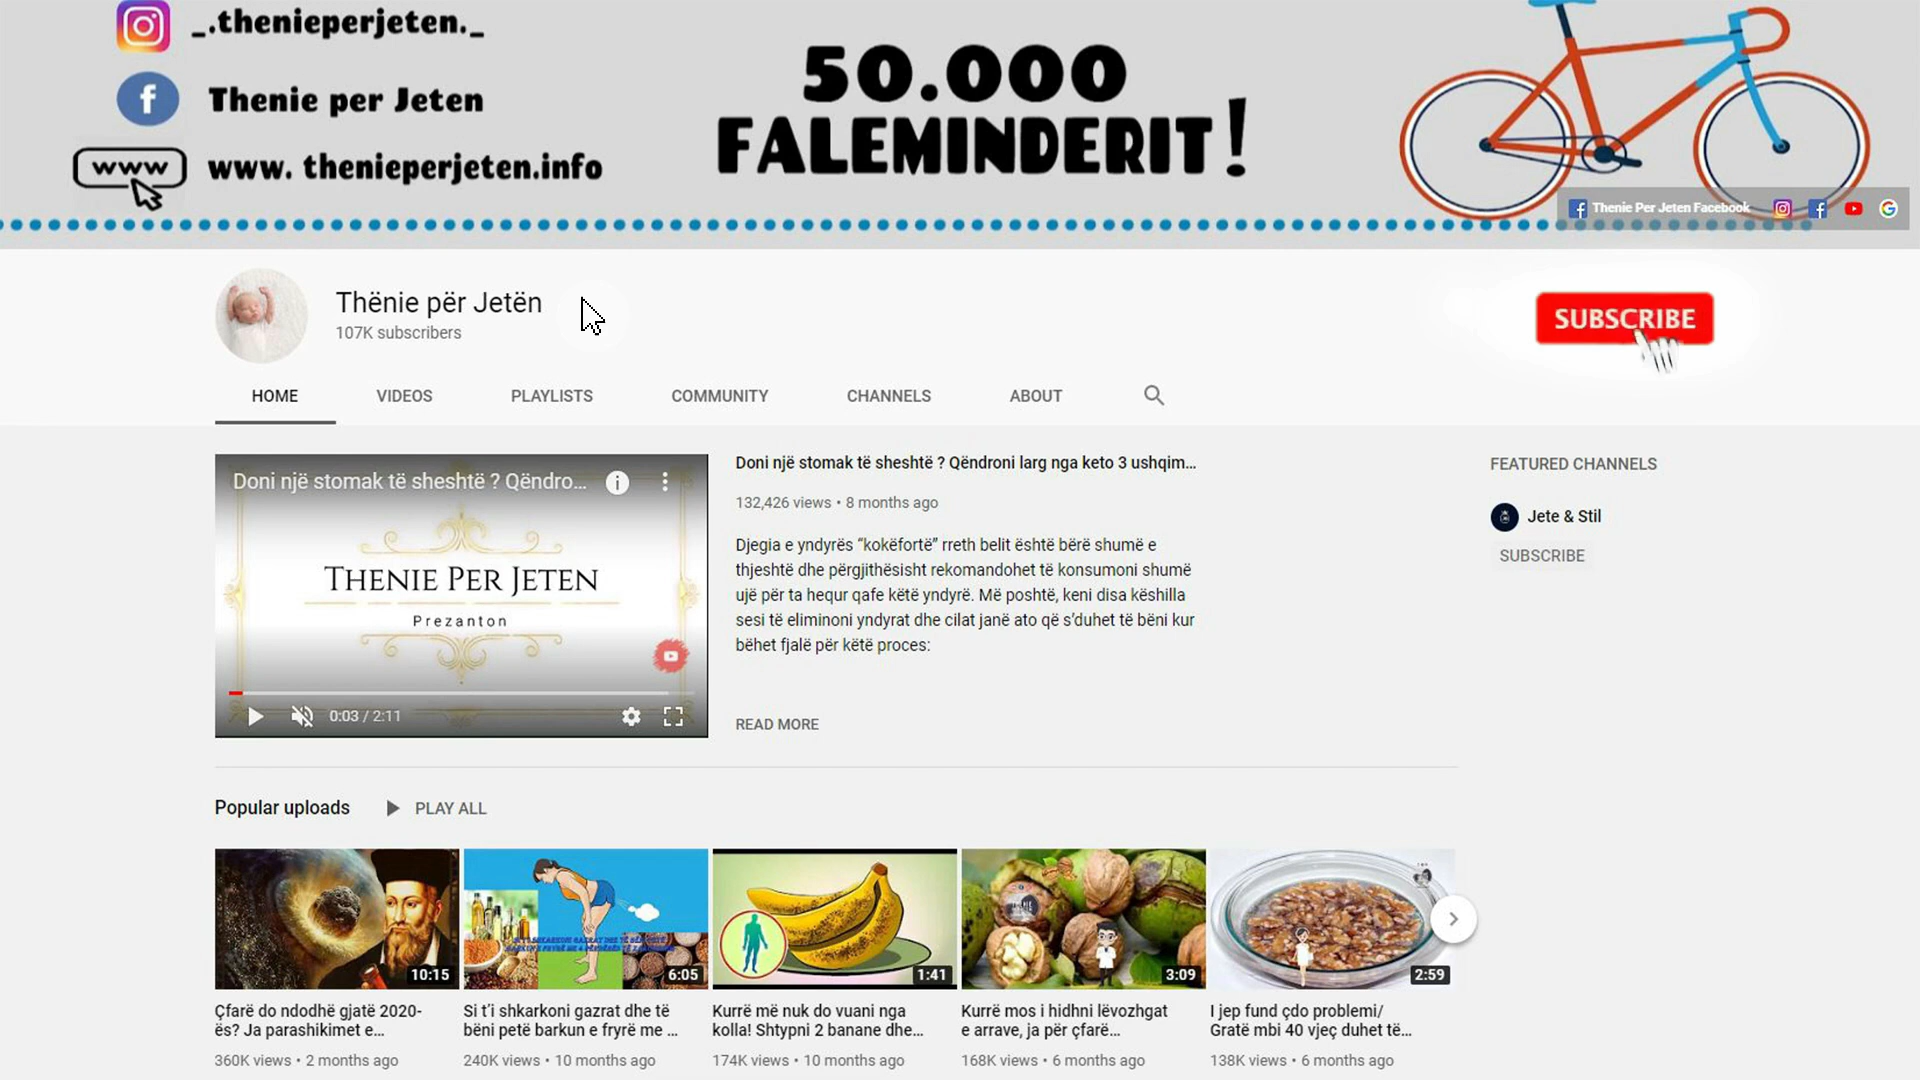 _.thenieperjeten._
Thenie per Jeten
www
www. thenieperjeten.info
50.000
FALEMINDERIT!
Thenie Per Jeten Facebook
Thënie për Jetën
107K subscribers
SUBSCRIBE
HOME
VIDEOS
PLAYLISTS
COMMUNITY
CHANNELS
ABOUT
Doni një stomak të sheshtë ? Qëndro...
THENIE PER JETEN
Prezanton
0:03 / 2:11
Doni një stomak të sheshtë ? Qëndroni larg nga keto 3 ushqim...
132,426 views • 8 months ago
Djegia e yndyrës “kokëfortë” rreth belit është bërë shumë e
thjeshtë dhe përgjithësisht rekomandohet të konsumoni shumë
ujë për ta hequr qafe këtë yndyrë. Më poshtë, keni disa këshilla
sesi të eliminoni yndyrat dhe cilat janë ato që s’duhet të bëni kur
bëhet fjalë për këtë proces:
READ MORE
FEATURED CHANNELS
Jete & Stil
SUBSCRIBE
Popular uploads
PLAY ALL
10:15
6:05
1:41
3:09
2:59
Çfarë do ndodhë gjatë 2020-
ës? Ja parashikimet e...
360K views • 2 months ago
Si t’i shkarkoni gazrat dhe të
bëni petë barkun e fryrë me ...
240K views • 10 months ago
Kurrë më nuk do vuani nga
kolla! Shtypni 2 banane dhe...
174K views • 10 months ago
Kurrë mos i hidhni lëvozhgat
e arrave, ja për çfarë...
168K views • 6 months ago
I jep fund çdo problemi/
Gratë mbi 40 vjeç duhet të...
138K views • 6 months ago